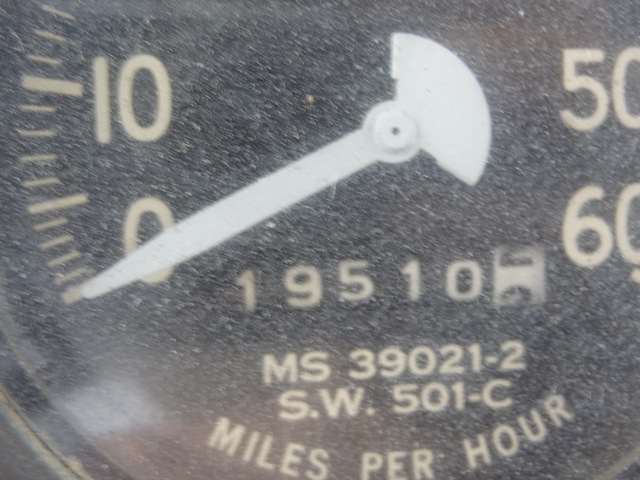 10 50
0 60
19510
MS 39021-2
S.W. 501-C
MILES PER HOUR